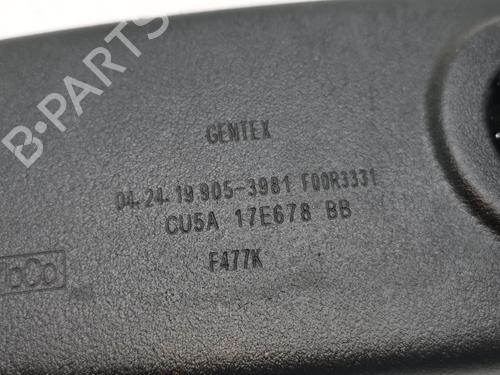 B-PARTS
GENTEX
04.24.19 905-3981 F00R3331
CU5A 17E678 BB
F477K